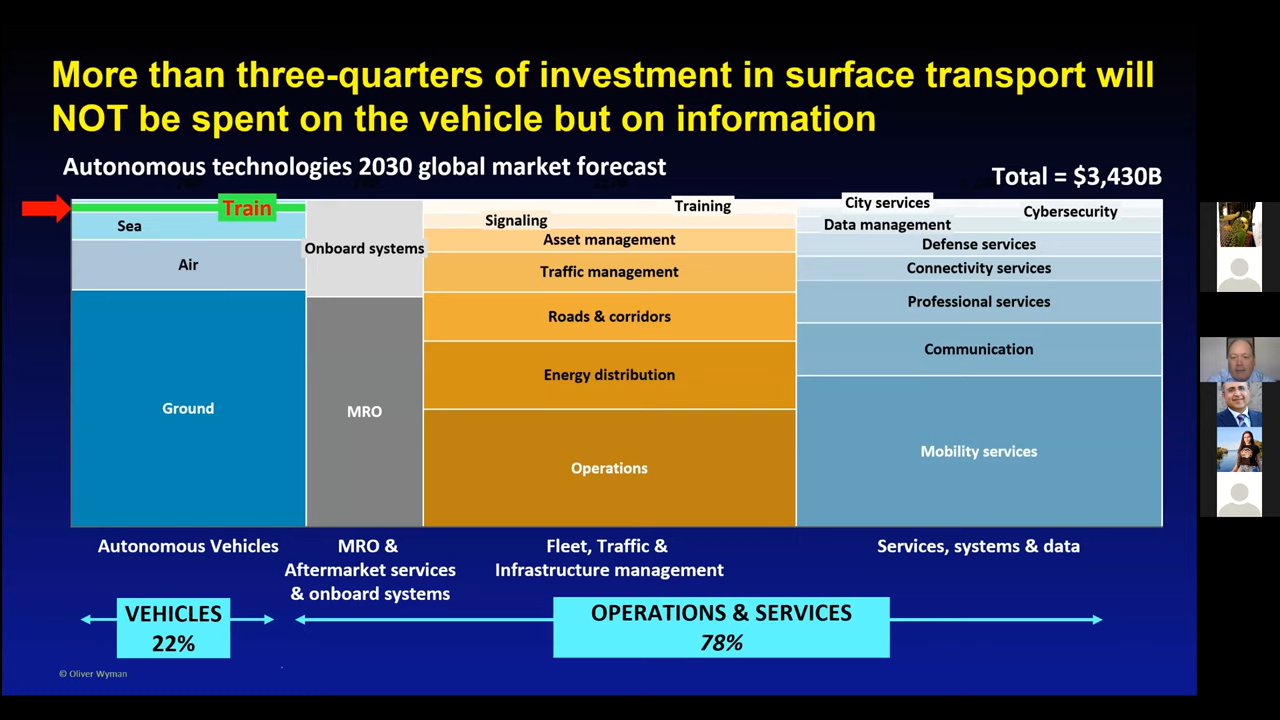 More than three-quarters of investment in surface transport will
NOT be spent on the vehicle but on information
Autonomous technologies 2030 global market forecast
Total = $3,430B
Train
Sea
Air
Ground
Onboard systems
MRO
Training
Signaling
Asset management
Traffic management
Roads & corridors
Energy distribution
Operations
City services
Cybersecurity
Data management
Defense services
Connectivity services
Professional services
Communication
Mobility services
Autonomous Vehicles
MRO &
Aftermarket services
& onboard systems
Fleet, Traffic &
Infrastructure management
Services, systems & data
VEHICLES
22%
OPERATIONS & SERVICES
78%
© Oliver Wyman